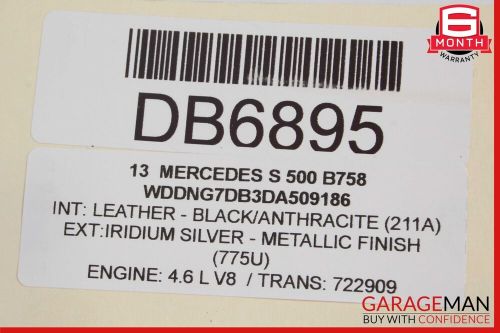 6
MONTH
WARRANTY
DB6895
13 MERCEDES S 500 B758
WDDNG7DB3DA509186
INT: LEATHER - BLACK/ANTHRACITE (211A)
EXT:IRIDIUM SILVER - METALLIC FINISH
(775U)
ENGINE: 4.6 L V8 / TRANS: 722909
GARAGEMAN
BUY WITH CONFIDENCE